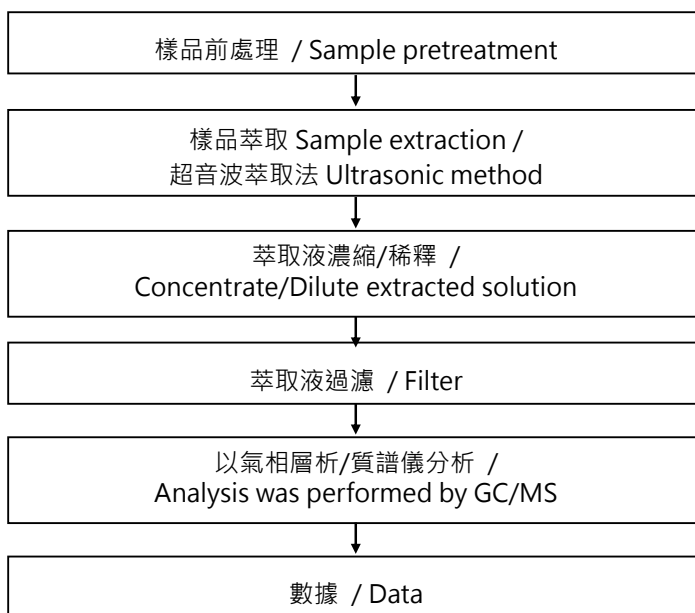 樣品前處理 / Sample pretreatment
樣品萃取 Sample extraction /
超音波萃取法 Ultrasonic method
萃取液濃縮/稀釋 /
Concentrate/Dilute extracted solution
萃取液過濾 / Filter
以氣相層析/質譜儀分析 /
Analysis was performed by GC/MS
數據 / Data